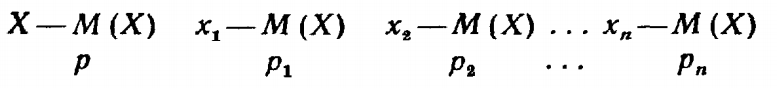 X — M (X) x₁ — M (X) x₂ — M (X) ... xₙ — M (X)
p p₁ p₂ ... pₙ